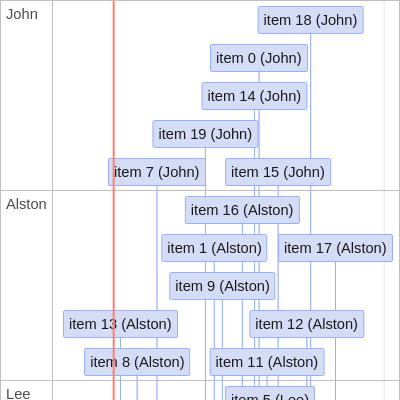 John
item 18 (John)
item 0 (John)
item 14 (John)
item 19 (John)
item 7 (John)
item 15 (John)
Alston
item 16 (Alston)
item 1 (Alston)
item 17 (Alston)
item 9 (Alston)
item 13 (Alston)
item 12 (Alston)
item 8 (Alston)
item 11 (Alston)
Lee
item 5 (Lee)